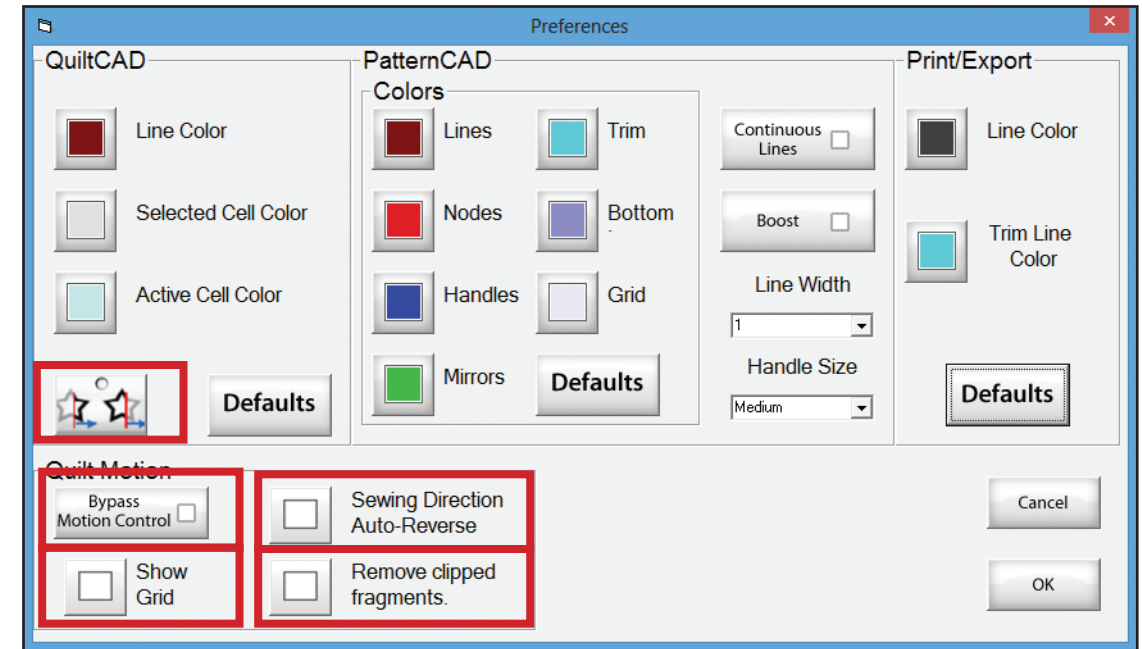 Preferences
QuiltCAD
Line Color
Selected Cell Color
Active Cell Color
Defaults
PatternCAD
Colors
Lines
Trim
Nodes
Bottom
Handles
Grid
Mirrors
Defaults
Continuous
Lines
Boost
Line Width
1
Handle Size
Medium
Print/Export
Line Color
Trim Line
Color
Defaults
Quilt Motion
Bypass
Motion Control
Sewing Direction
Auto-Reverse
Show
Grid
Remove clipped
fragments.
Cancel
OK